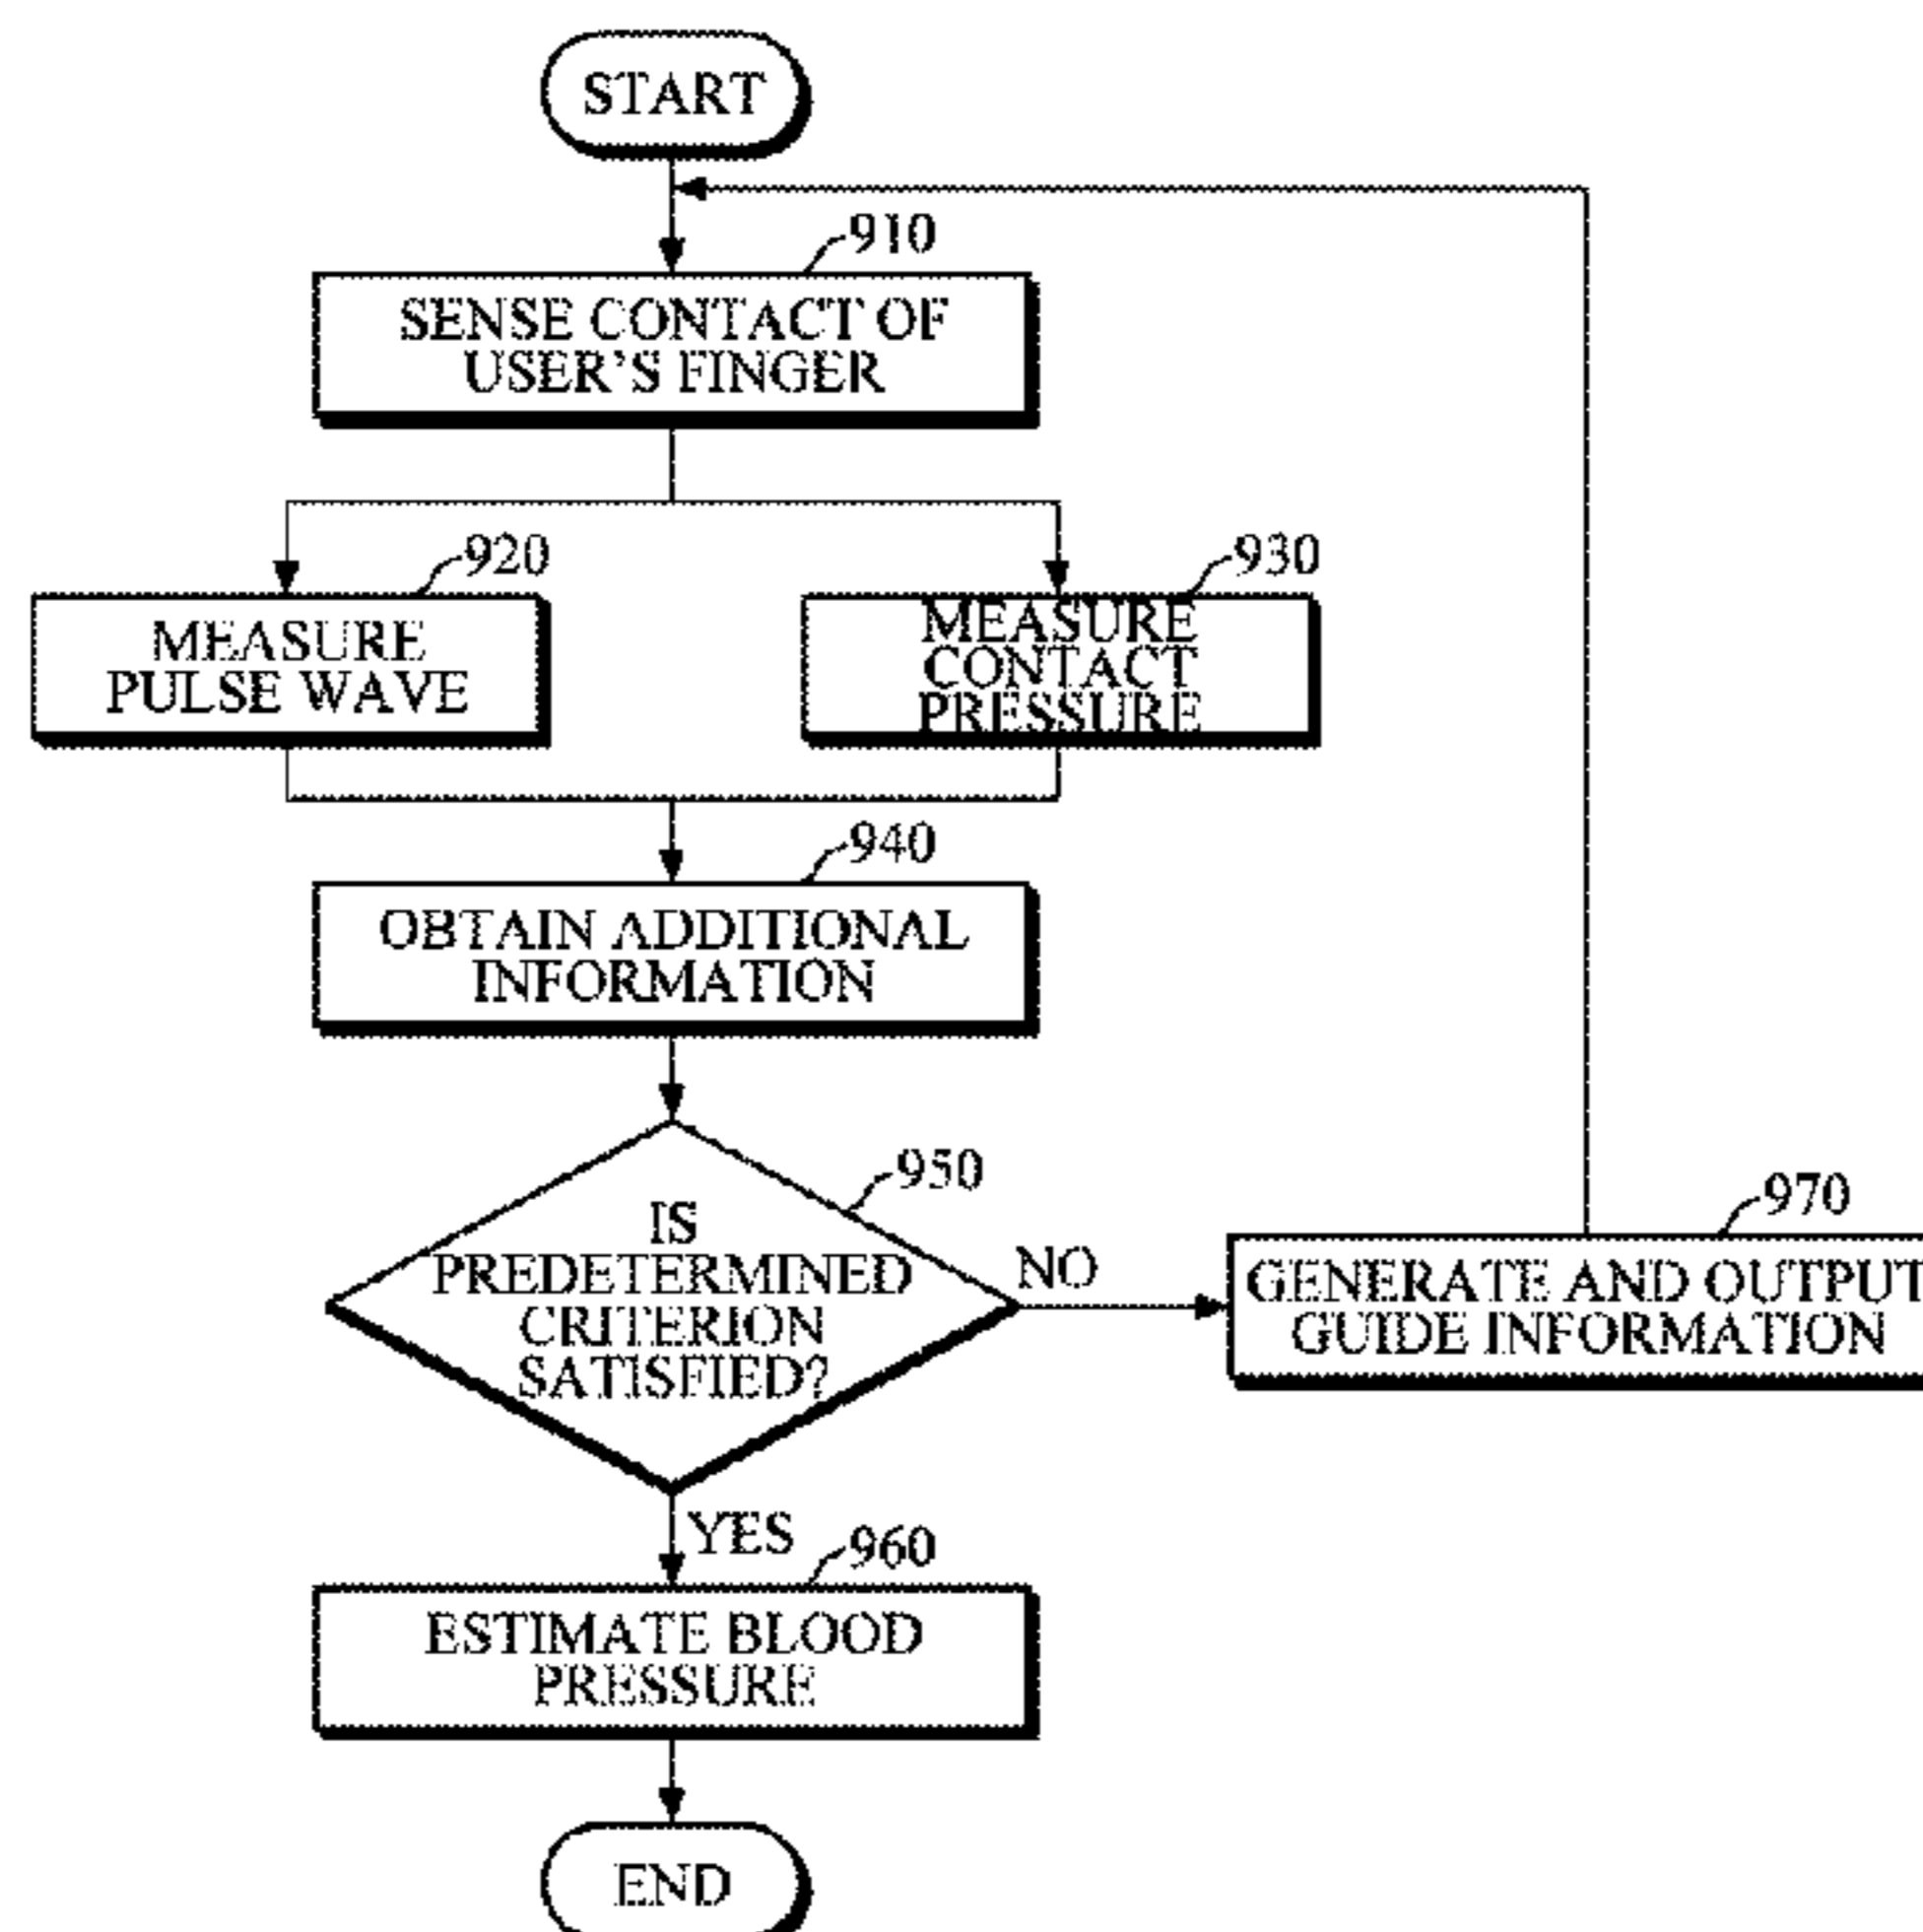 START
910
SENSE CONTACT OF
USER'S FINGER
920
930
MEASURE
PULSE WAVE
MEASURE
CONTACT
PRESSURE
940
OBTAIN ADDITIONAL
INFORMATION
950
IS
PREDETERMINED
CRITERION
SATISFIED?
NO
970
GENERATE AND OUTPUT
GUIDE INFORMATION
YES
960
ESTIMATE BLOOD
PRESSURE
END